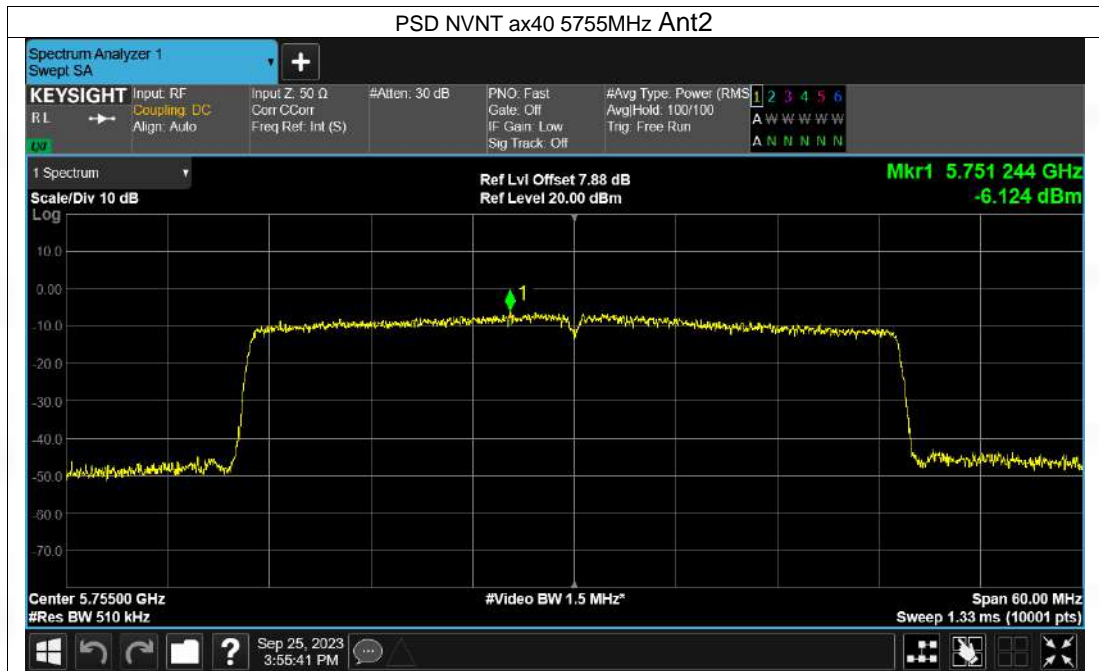 PSD NVNT ax40 5755MHz Ant2
Spectrum Analyzer 1
Swept SA
+
KEYSIGHT
RL
LXI
Input: RF
Coupling: DC
Align: Auto
Input Z: 50 Ω
Corr CCorr
Freq Ref: Int (S)
#Atten: 30 dB
PNO: Fast
Gate: Off
IF Gain: Low
Sig Track: Off
#Avg Type: Power (RMS
Avg|Hold: 100/100
Trig: Free Run
1 2 3 4 5 6
A W W W W W
A N N N N N
1 Spectrum
Scale/Div 10 dB
Log
Ref Lvl Offset 7.88 dB
Ref Level 20.00 dBm
Mkr1 5.751 244 GHz
-6.124 dBm
10.0
0.00
-10.0
-20.0
-30.0
-40.0
-50.0
-60.0
-70.0
1
Center 5.75500 GHz
#Res BW 510 kHz
#Video BW 1.5 MHz*
Span 60.00 MHz
Sweep 1.33 ms (10001 pts)
?
Sep 25, 2023
3:55:41 PM